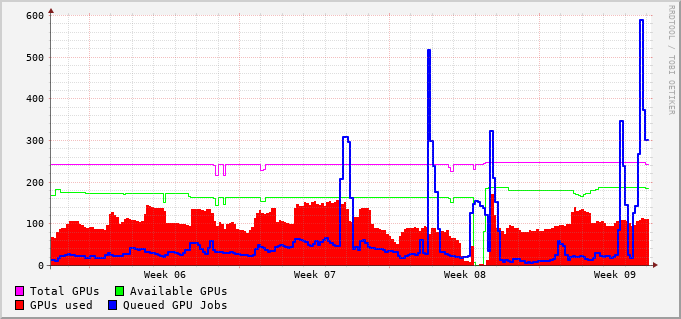 600
500
400
300
200
100
0
Week 06 Week 07 Week 08 Week 09
Total GPUs Available GPUs
GPUs used Queued GPU Jobs
RRDTOOL / TOBI OETIKER